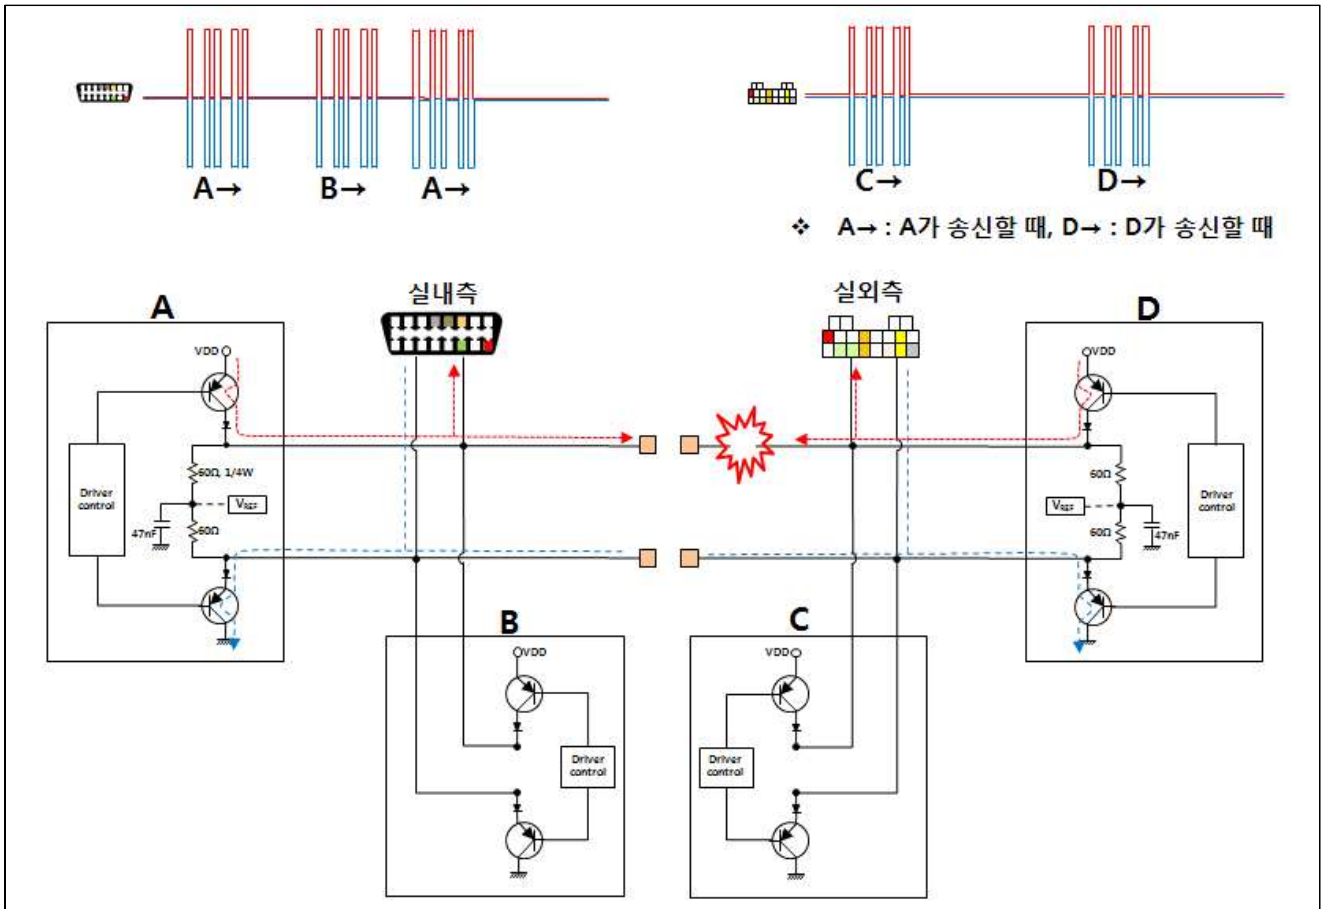 A→ B→ A→
C→ D→
❖ A→ : A가 송신할 때, D→ : D가 송신할 때
실내측
실외측
A
D
VDD
VDD
60Ω, 1/4W
60Ω
Driver control
VREF
VREF
Driver control
60Ω
60Ω
47nF
47nF
B
C
VDD
VDD
Driver control
Driver control